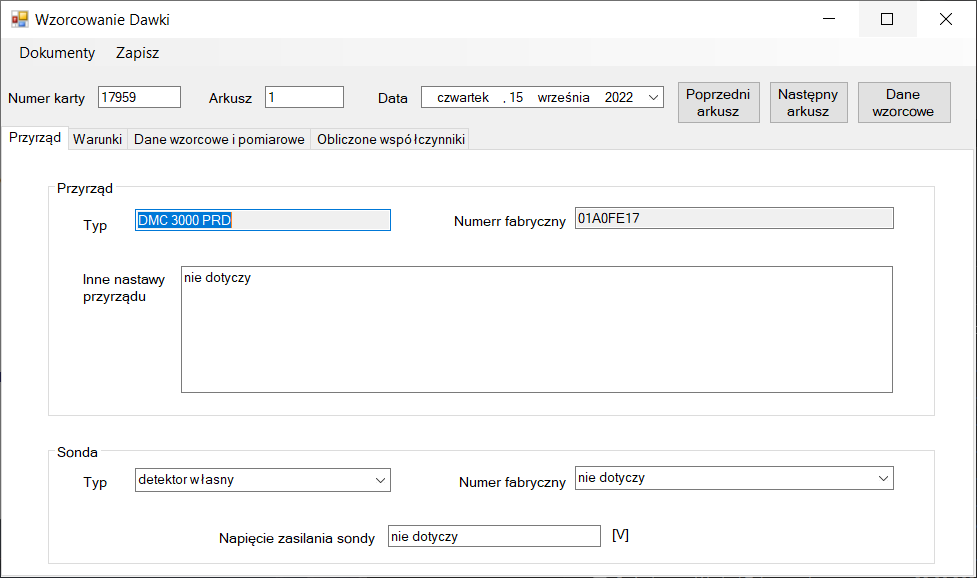 Wzorcowanie Dawki
Dokumenty Zapisz
Numer karty 17959 Arkusz 1 Data czwartek , 15 września 2022
Poprzedni arkusz
Następny arkusz
Dane wzorcowe
Przyrząd Warunki Dane wzorcowe i pomiarowe Obliczone współczynniki
Przyrząd
Typ DMC 3000 PRD Numerr fabryczny 01A0FE17
Inne nastawy nie dotyczy
przyrządu
Sonda
Typ detektor własny Numer fabryczny nie dotyczy
Napięcie zasilania sondy nie dotyczy [V]